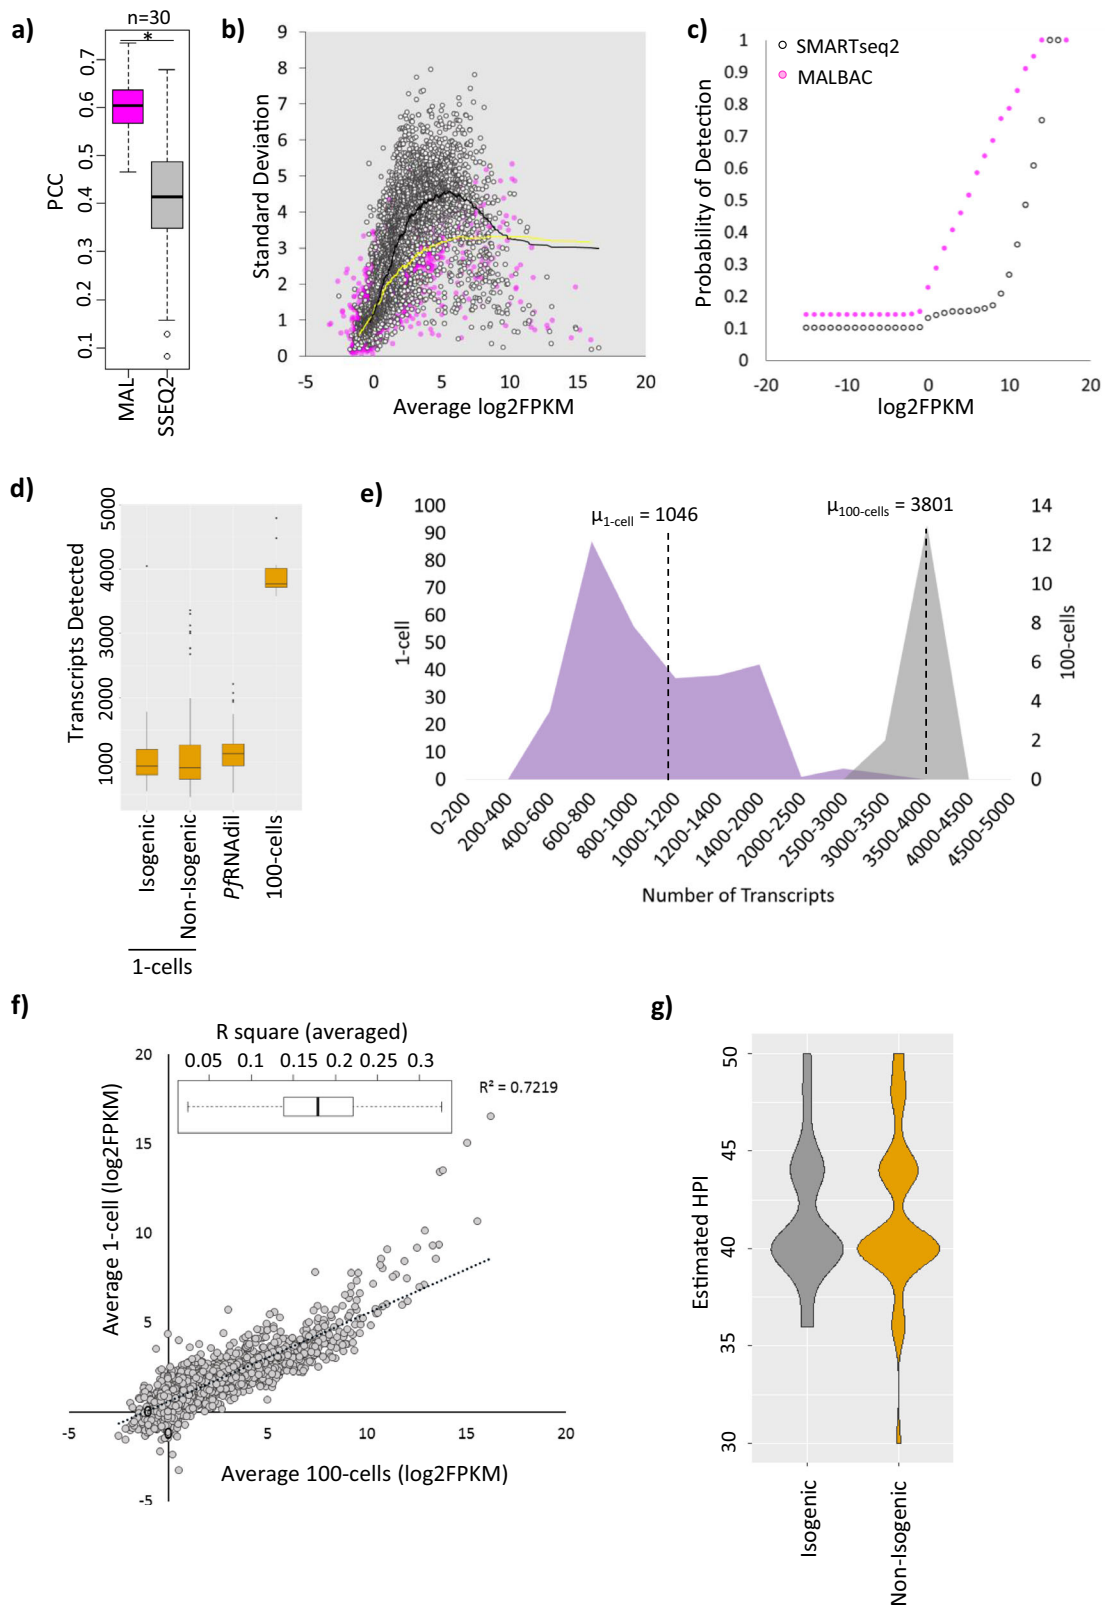 a)
n=30
*
PCC
0.7
0.6
0.5
0.4
0.3
0.2
0.1
MAL
SSEQ2
b)
Standard Deviation
9
8
7
6
5
4
3
2
1
0
-5
0
5
10
15
20
Average log2FPKM
c)
SMARTseq2
MALBAC
Probability of Detection
1
0.9
0.8
0.7
0.6
0.5
0.4
0.3
0.2
0.1
0
-20
-10
0
10
20
log2FPKM
d)
Transcripts Detected
5000
4000
3000
2000
1000
Isogenic
Non-Isogenic
PfRNAdil
100-cells
1-cells
e)
1-cell
100
90
80
70
60
50
40
30
20
10
0
μ1-cell = 1046
μ100-cells = 3801
14
12
10
8
6
4
2
0
100-cells
0-200
200-400
400-600
600-800
800-1000
1000-1200
1200-1400
1400-2000
2000-2500
2500-3000
3000-3500
3500-4000
4000-4500
4500-5000
Number of Transcripts
f)
R square (averaged)
0.05
0.1
0.15
0.2
0.25
0.3
R² = 0.7219
Average 1-cell (log2FPKM)
20
15
10
5
0
-5
-5
0
5
10
15
20
Average 100-cells (log2FPKM)
g)
Estimated HPI
50
45
40
35
30
Isogenic
Non-Isogenic